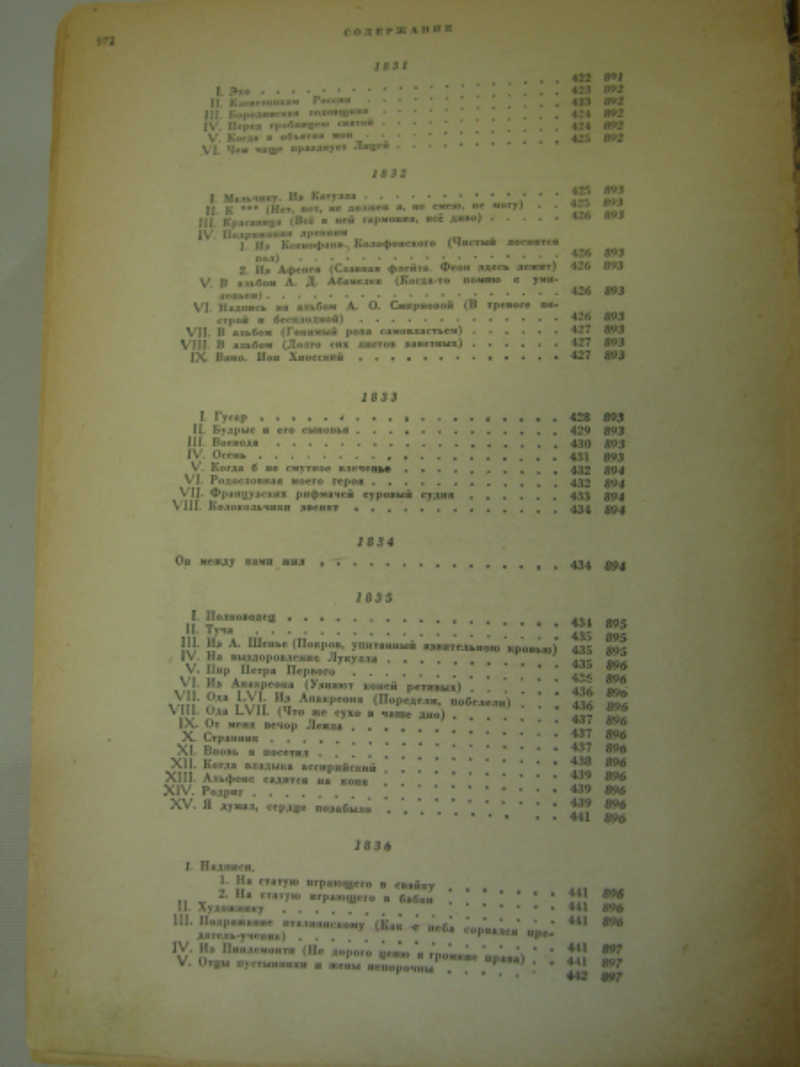 972
СОДЕРЖАНИЕ
1831
I. Эхо . . . 422 891
II. Клеветникам России . . . 423 892
III. Бородинская годовщина . . . 423 892
IV. Перед гробницею святой . . . 424 892
V. Когда в объятия мои . . . 424 892
VI. Чем чаще празднует Лицей . . . 425 892
1832
I. Мальчику. Из Катулла . . . 425 893
II. К *** (Нет, нет, не должен я, не смею, не могу) . . 425 893
III. Красавица (Всё в ней гармония, всё диво) . . . 426 893
IV. Подражания древним
1. Из Ксенофана Колофонского (Чистый лоснится
пол) . . . 426 893
2. Из Афенея (Славная флейта, Феон здесь лежит) 426 893
V. В альбом А. Д. Абамелек (Когда-то помню с уми-
леньем) . . . 426 893
VI. Надпись на альбом А. О. Смирновой (В тревоге пе-
строй и бесплодной) . . . 426 893
VII. В альбом (Гонимый рока самовластьем) . . . 427 893
VIII. В альбом (Долго сих листов заветных) . . . 427 893
IX. Вино. Ион Хиосский . . . 427 893
1833
I. Гусар . . . 428 893
II. Будрыс и его сыновья . . . 429 893
III. Воевода . . . 430 893
IV. Осень . . . 431 893
V. Когда б не смутное влеченье . . . 432 894
VI. Родословная моего героя . . . 432 894
VII. Французских рифмачей суровый судия . . . 433 894
VIII. Колокольчики звенят . . . 434 894
1834
Он между нами жил . . . 434 894
1835
I. Полководец . . . 434 895
II. Туча . . . 435 895
III. Из А. Шенье (Покров, упитанный язвительною кровью) 435 895
IV. На выздоровление Лукулла . . . 435 896
V. Пир Петра Первого . . . 436 896
VI. Из Анакреона (Узнают коней ретивых) . . . 436 896
VII. Ода LVI. Из Анакреона (Поредели, побелели) . . . 436 896
VIII. Ода LVII. (Что же сухо в чаше дно) . . . 437 896
IX. От меня вечор Леила . . . 437 896
X. Странник . . . 437 896
XI. Вновь я посетил . . . 438 896
XII. Когда владыка ассирийский . . . 439 896
XIII. Альфонс садится на коня . . . 439 896
XIV. Родриг . . . 439 896
XV. Я думал, сердце позабыло . . . 441 896
1836
I. Надписи.
1. На статую играющего в свайку . . . 441 896
2. На статую играющего в бабки . . . 441 896
II. Художнику . . . 441 896
III. Подражание италиянскому (Как с неба сорвался пре-
датель-ученик) . . . 441 897
IV. Из Пиндемонти (Не дорого ценю я громкие права) . . 441 897
V. Отцы пустынники и жены непорочны . . . 442 897